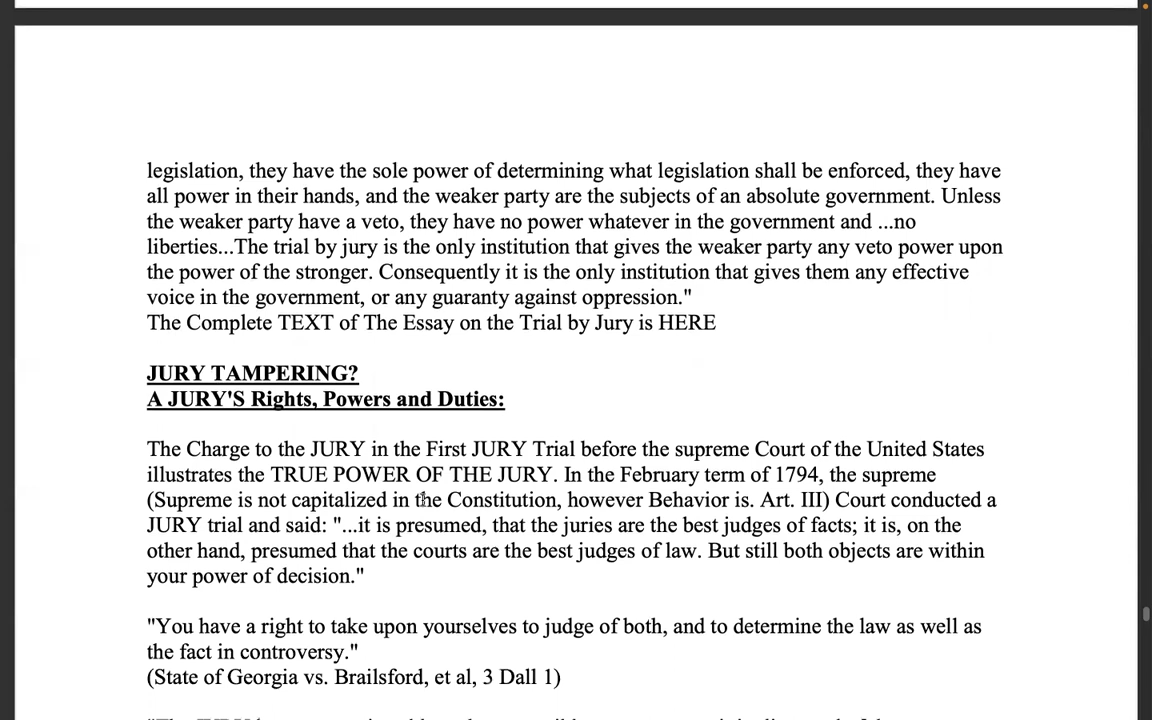 legislation, they have the sole power of determining what legislation shall be enforced, they have
all power in their hands, and the weaker party are the subjects of an absolute government. Unless
the weaker party have a veto, they have no power whatever in the government and ...no
liberties...The trial by jury is the only institution that gives the weaker party any veto power upon
the power of the stronger. Consequently it is the only institution that gives them any effective
voice in the government, or any guaranty against oppression."
The Complete TEXT of The Essay on the Trial by Jury is HERE
JURY TAMPERING?
A JURY'S Rights, Powers and Duties:
The Charge to the JURY in the First JURY Trial before the supreme Court of the United States
illustrates the TRUE POWER OF THE JURY. In the February term of 1794, the supreme
(Supreme is not capitalized in the Constitution, however Behavior is. Art. III) Court conducted a
JURY trial and said: "...it is presumed, that the juries are the best judges of facts; it is, on the
other hand, presumed that the courts are the best judges of law. But still both objects are within
your power of decision."
"You have a right to take upon yourselves to judge of both, and to determine the law as well as
the fact in controversy."
(State of Georgia vs. Brailsford, et al, 3 Dall 1)